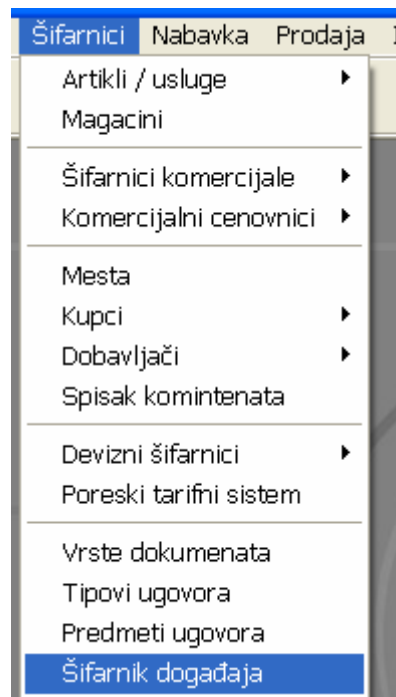 Šifarnici Nabavka Prodaja
Artikli / usluge
Magacini
Šifarnici komercijale
Komercijalni cenovnici
Mesta
Kupci
Dobavljači
Spisak komintenata
Devizni šifarnici
Poreski tarifni sistem
Vrste dokumenata
Tipovi ugovora
Predmeti ugovora
Šifarnik događaja